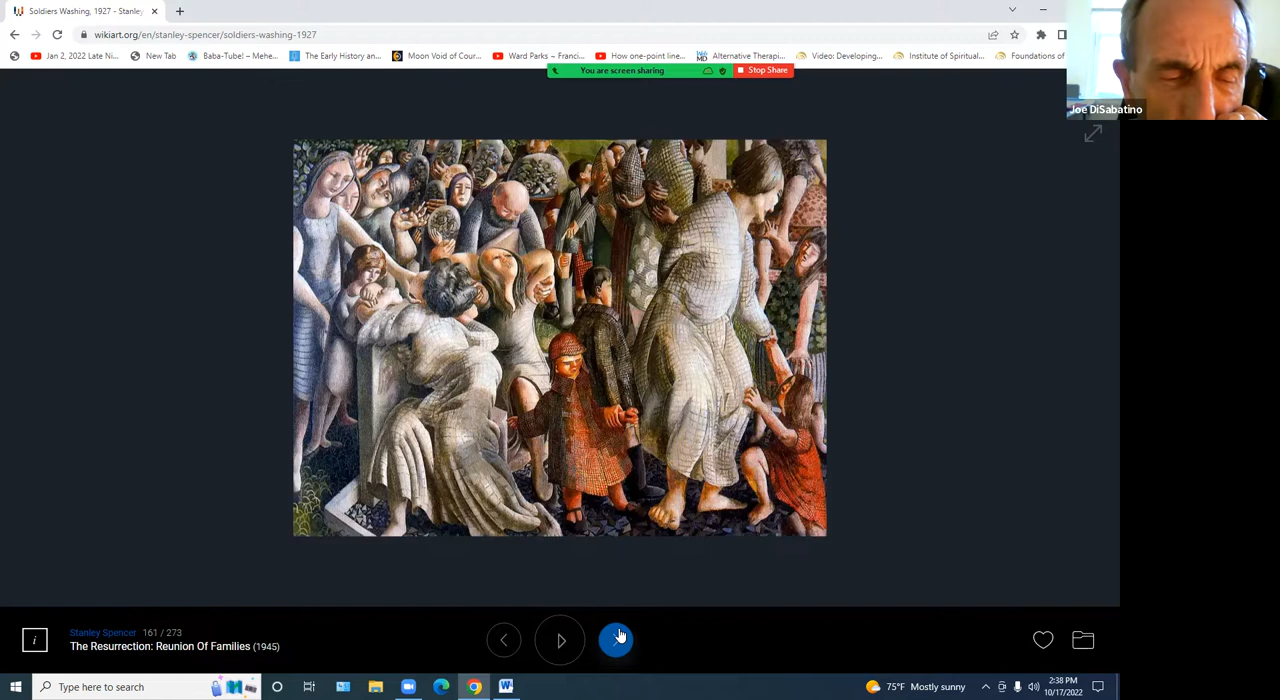 Soldiers Washing, 1927 - Stanley
wikiart.org/en/stanley-spencer/soldiers-washing-1927
Jan 2, 2022 Late Ni...
New Tab
Baba-Tube! – Mehe...
The Early History an...
Moon Void of Cour...
Ward Parks ~ Franci...
How one-point line...
Alternative Therapi...
Video: Developing...
Institute of Spiritual...
Foundations of
You are screen sharing
Stop Share
Joe DiSabatino
Stanley Spencer 161 / 273
The Resurrection: Reunion Of Families (1945)
Type here to search
75°F Mostly sunny
2:38 PM
10/17/2022